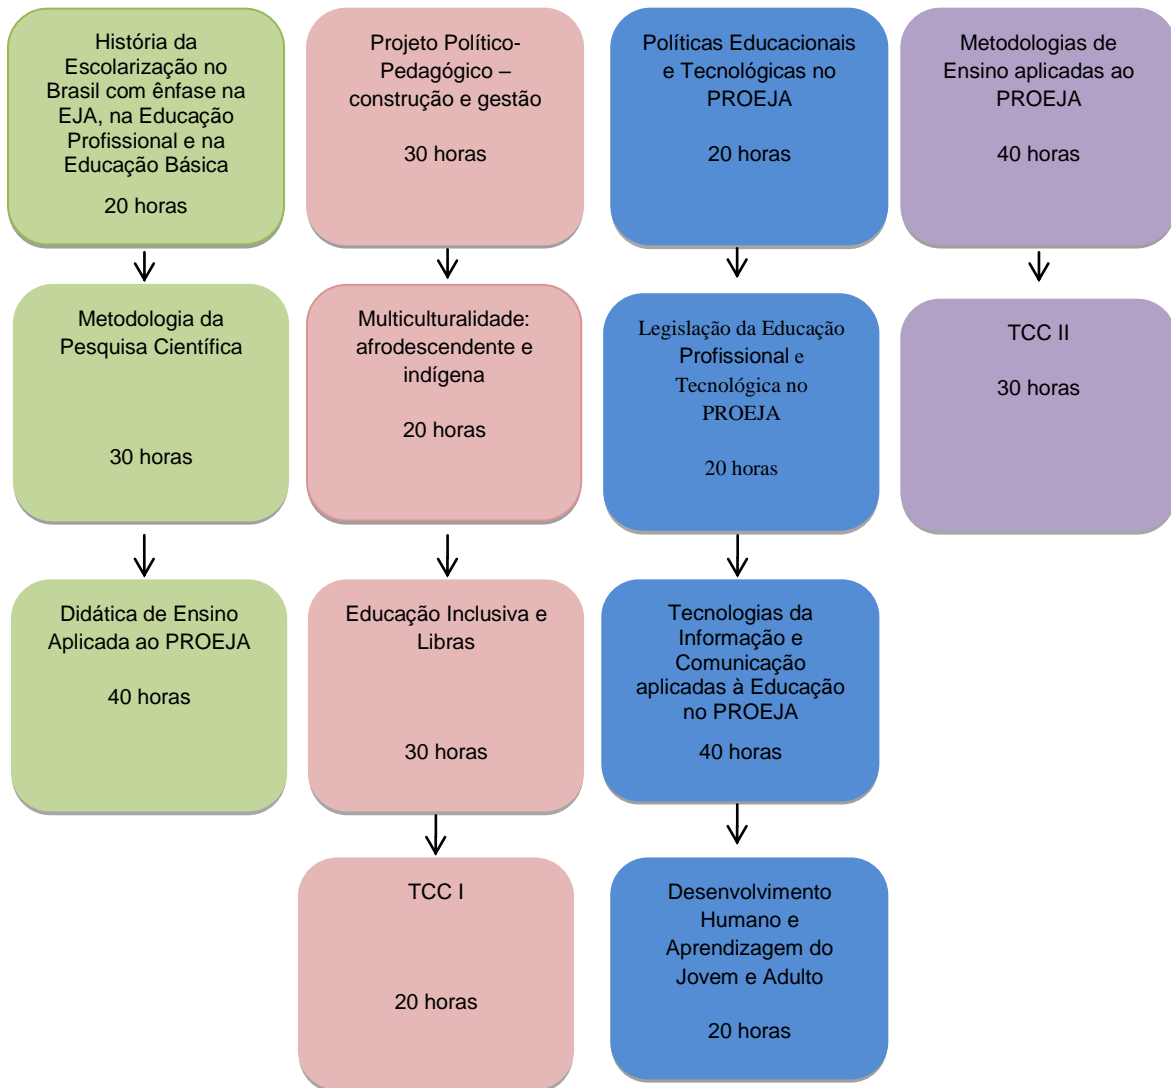 História da
Escolarização no
Brasil com ênfase na
EJA, na Educação
Profissional e na
Educação Básica
20 horas
Projeto Político-
Pedagógico –
construção e gestão
30 horas
Políticas Educacionais
e Tecnológicas no
PROEJA
20 horas
Metodologias de
Ensino aplicadas ao
PROEJA
40 horas
Metodologia da
Pesquisa Científica
30 horas
Multiculturalidade:
afrodescendente e
indígena
20 horas
Legislação da Educação
Profissional e
Tecnológica no
PROEJA
20 horas
TCC II
30 horas
Didática de Ensino
Aplicada ao PROEJA
40 horas
Educação Inclusiva e
Libras
30 horas
Tecnologias da
Informação e
Comunicação
aplicadas à Educação
no PROEJA
40 horas
TCC I
20 horas
Desenvolvimento
Humano e
Aprendizagem do
Jovem e Adulto
20 horas